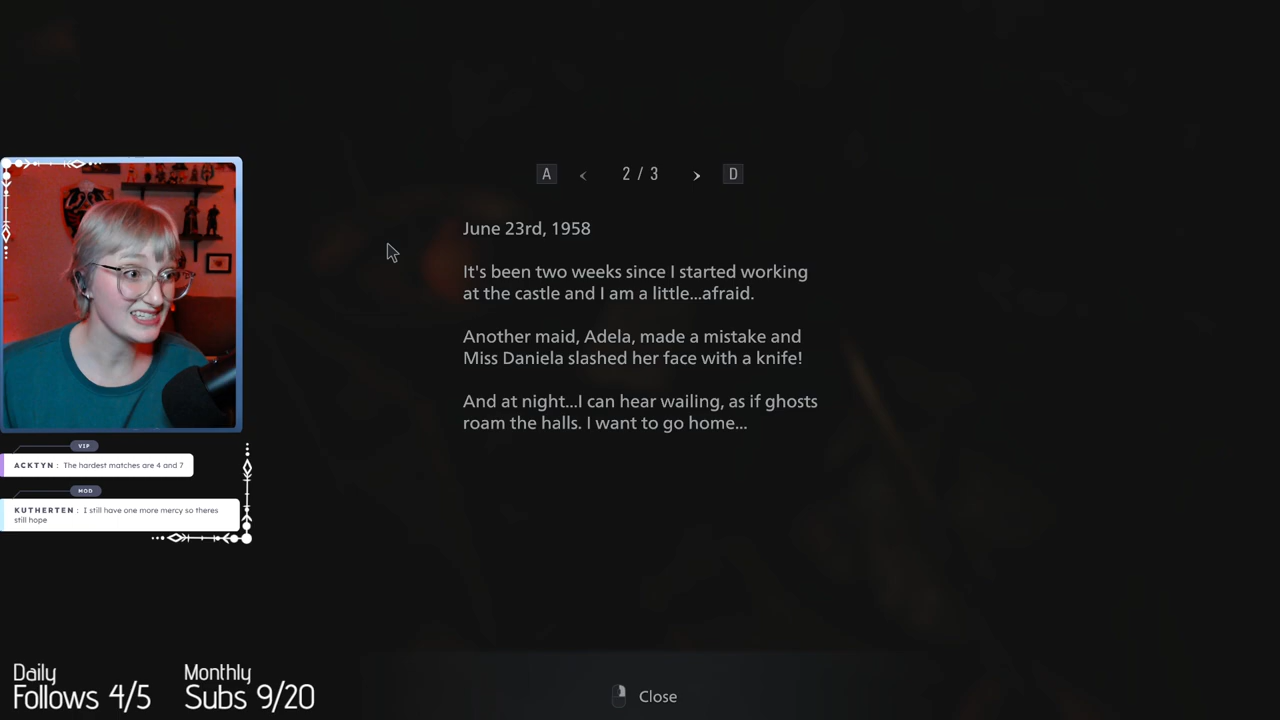 A < 2 / 3 > D
June 23rd, 1958
It's been two weeks since I started working
at the castle and I am a little...afraid.
Another maid, Adela, made a mistake and
Miss Daniela slashed her face with a knife!
And at night...I can hear wailing, as if ghosts
roam the halls. I want to go home...
VIP
ACKTYN : The hardest matches are 4 and 7
MOD
KUTHERTEN : I still have one more mercy so theres
still hope
Daily
Follows 4/5
Monthly
Subs 9/20
Close